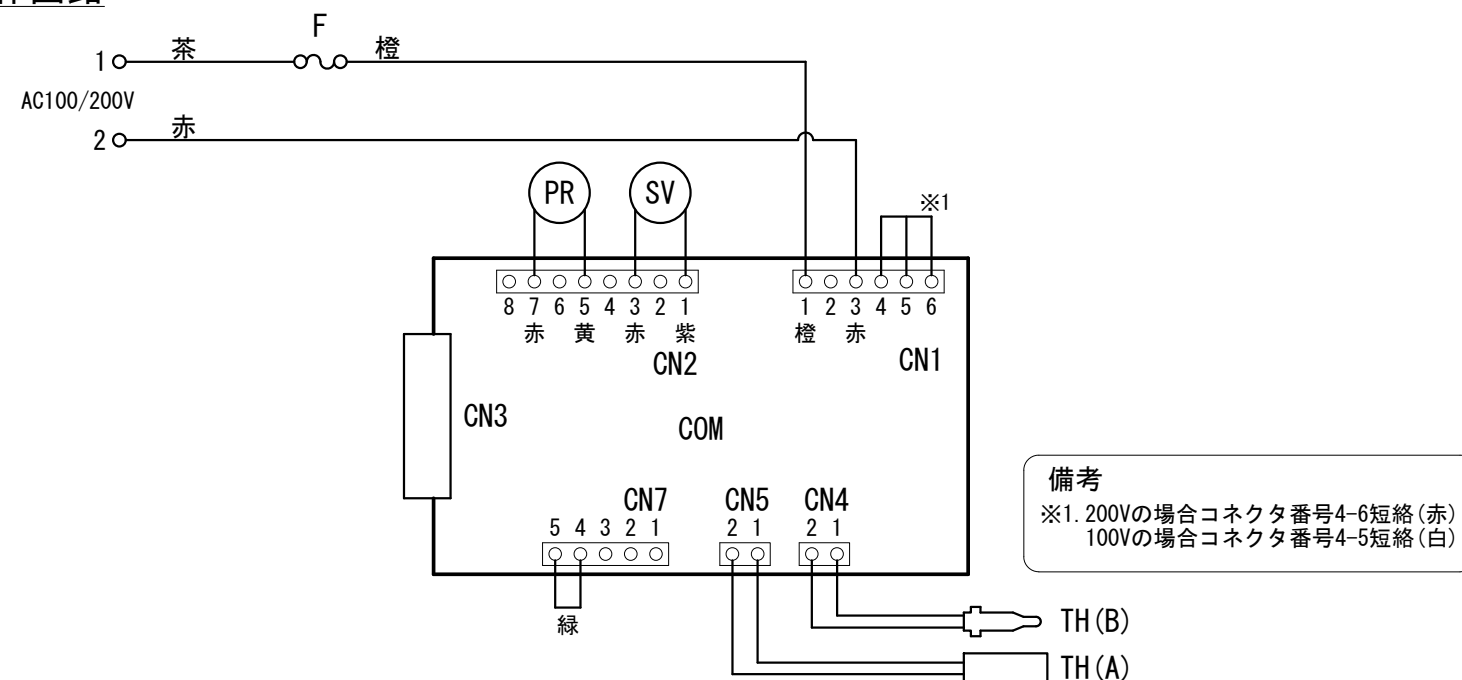 F
1 茶 橙
AC100/200V
2 赤
PR SV ※1
8 7 6 5 4 3 2 1
赤 黄 赤 紫
CN2
1 2 3 4 5 6
橙 赤
CN1
CN3
COM
CN7 CN5 CN4
5 4 3 2 1 2 1 2 1
緑
備考
※1.200Vの場合コネクタ番号4-6短絡(赤)
100Vの場合コネクタ番号4-5短絡(白)
TH(B)
TH(A)